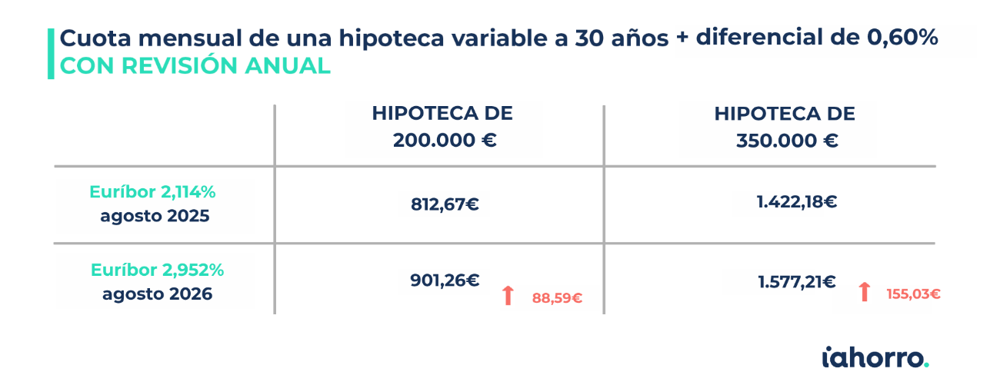 Cuota mensual de una hipoteca variable a 30 años + diferencial de 0,60%
CON REVISIÓN ANUAL
HIPOTECA DE
200.000 €
HIPOTECA DE
350.000 €
Euríbor 2,114%
agosto 2025
812,67€
1.422,18€
Euríbor 2,952%
agosto 2026
901,26€
88,59€
1.577,21€
155,03€
iahorro.